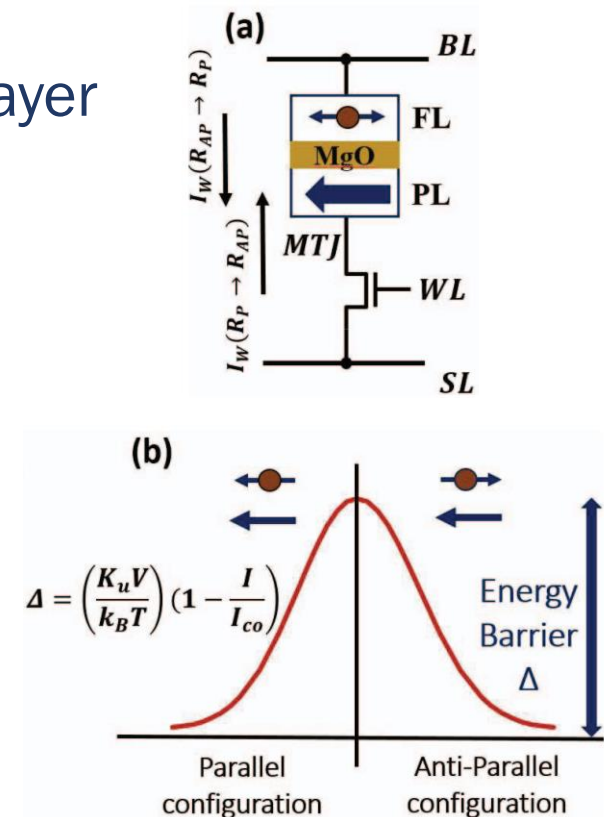 (a)
BL
ayer
FL
MgO
PL
I_W(R_AP → R_P)
I_W(R_P → R_AP)
MTJ
WL
SL
(b)
Δ = (K_uV / k_BT) (1 − I / I_co)
Energy
Barrier
Δ
Parallel
configuration
Anti-Parallel
configuration